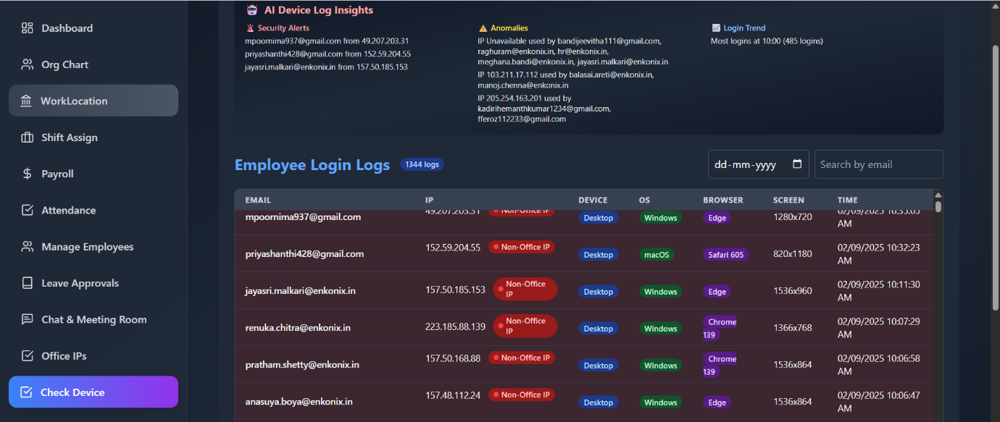 Dashboard
Org Chart
WorkLocation
Shift Assign
Payroll
Attendance
Manage Employees
Leave Approvals
Chat & Meeting Room
Office IPs
Check Device
AI Device Log Insights
Security Alerts
mpoornima937@gmail.com from 49.207.203.31
priyashanthi428@gmail.com from 152.59.204.55
jayasri.malkari@enkonix.in from 157.50.185.153
Anomalies
IP Unavailable used by bandijeevitha111@gmail.com,
raghuram@enkonix.in, hr@enkonix.in,
meghana.bandi@enkonix.in, jayasri.malkari@enkonix.in
IP 103.211.17.112 used by balasai.areti@enkonix.in,
manoj.chenna@enkonix.in
IP 205.254.163.201 used by
kadirihemanthkumar1234@gmail.com,
fferoz112233@gmail.com
Login Trend
Most logins at 10:00 (485 logins)
Employee Login Logs 1344 logs
dd-mm-yyyy
Search by email
EMAIL IP DEVICE OS BROWSER SCREEN TIME
mpoornima937@gmail.com 49.207.203.31 Non-Office IP Desktop Windows Edge 1280x720 02/09/2025 10:35:05
AM
priyashanthi428@gmail.com 152.59.204.55 Non-Office IP Desktop macOS Safari 605 820x1180 02/09/2025 10:32:23
AM
jayasri.malkari@enkonix.in 157.50.185.153 Non-Office
IP Desktop Windows Edge 1536x960 02/09/2025 10:11:30
AM
renuka.chitra@enkonix.in 223.185.88.139 Non-Office
IP Desktop Windows Chrome
139 1366x768 02/09/2025 10:07:29
AM
pratham.shetty@enkonix.in 157.50.168.88 Non-Office IP Desktop Windows Chrome
139 1536x864 02/09/2025 10:06:58
AM
anasuya.boya@enkonix.in 157.48.112.24 Non-Office IP Desktop Windows Edge 1536x864 02/09/2025 10:06:47
AM